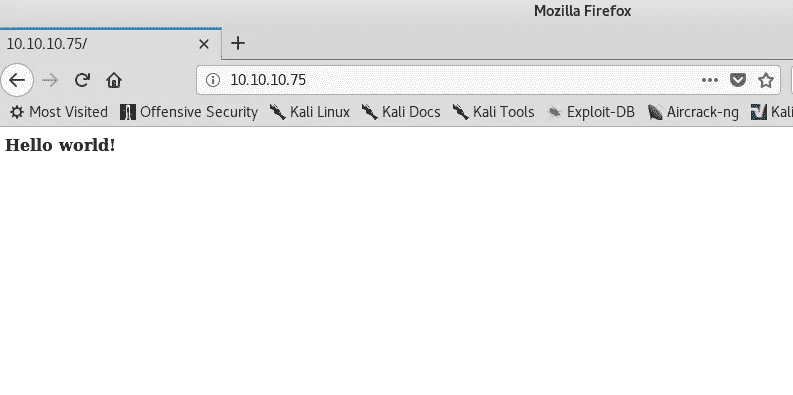 Mozilla Firefox
10.10.10.75/
10.10.10.75
Most Visited Offensive Security Kali Linux Kali Docs Kali Tools Exploit-DB Aircrack-ng Kali
Hello world!